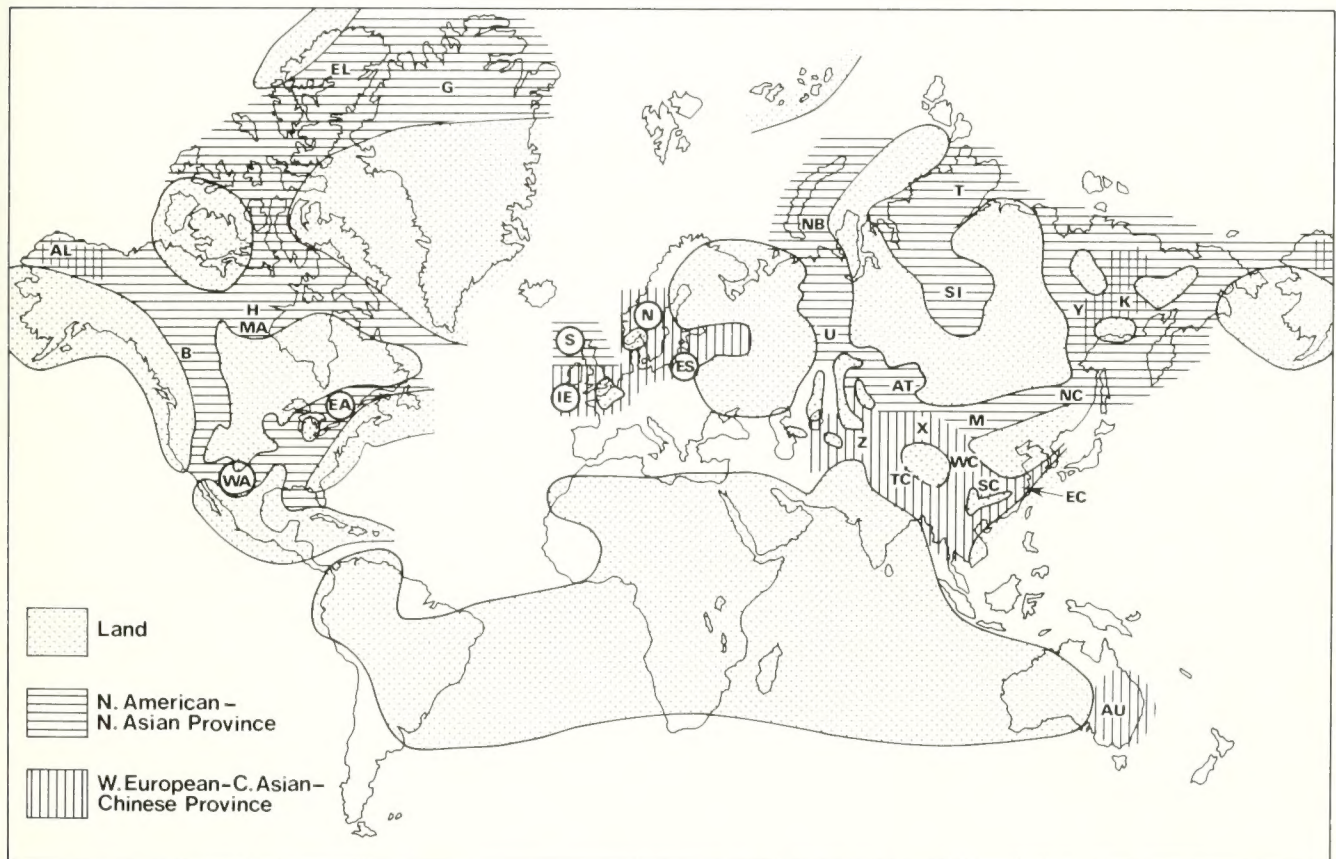 EL
G
T
NB
AL
H
MA
B
SI
Y
K
N
S
U
ES
IE
AT
NC
EA
M
X
Z
WC
WA
TC
SC
EC
Land
N. American –
N. Asian Province
AU
W. European–C. Asian–
Chinese Province